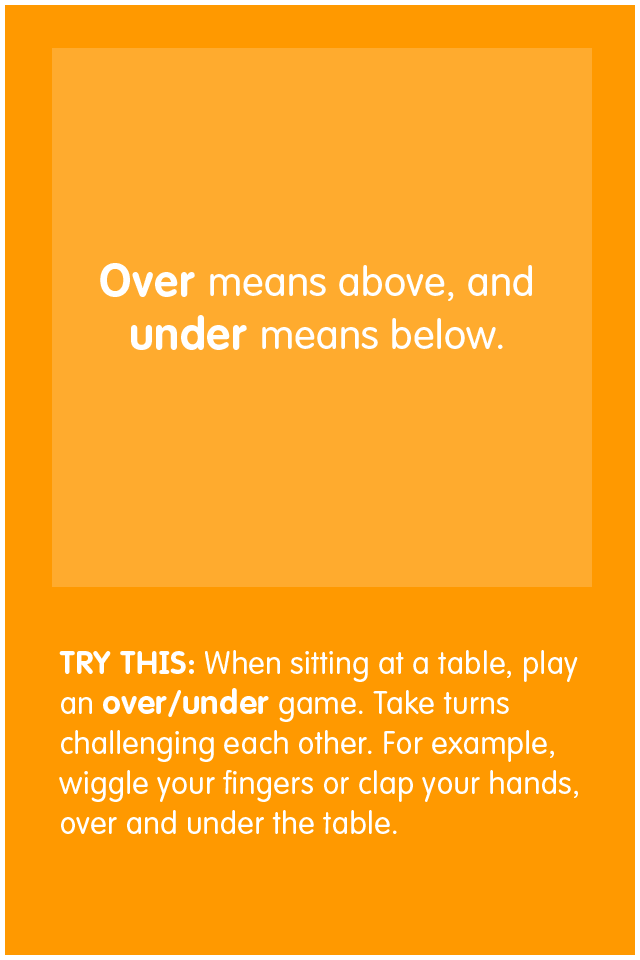 Over means above, and
under means below.
TRY THIS: When sitting at a table, play
an over/under game. Take turns
challenging each other. For example,
wiggle your fingers or clap your hands,
over and under the table.